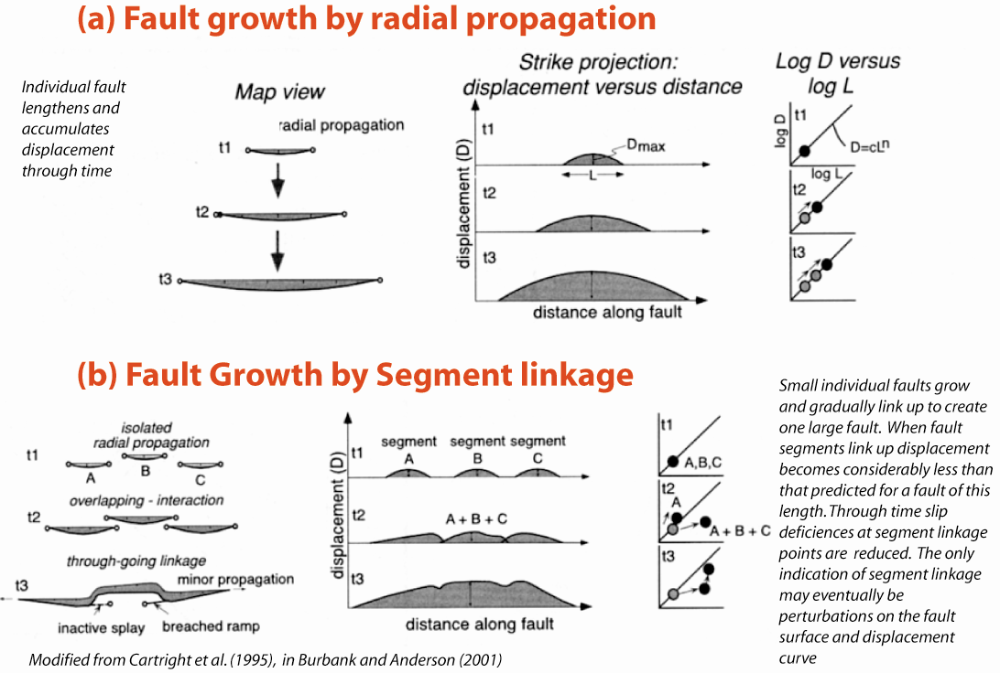 (a) Fault growth by radial propagation
Individual fault
lengthens and
accumulates
displacement
through time
Map view
radial propagation
t1
t2
t3
Strike projection:
displacement versus distance
displacement (D)
t1
Dmax
L
t2
t3
distance along fault
Log D versus
log L
log D
t1
D=cLn
log L
t2
t3
(b) Fault Growth by Segment linkage
isolated
radial propagation
t1
A
B
C
overlapping - interaction
t2
through-going linkage
t3
minor propagation
inactive splay
breached ramp
displacement (D)
t1
segment
A
segment
B
segment
C
t2
A + B + C
t3
distance along fault
t1
A,B,C
t2
A
A + B + C
t3
Small individual faults grow
and gradually link up to create
one large fault. When fault
segments link up displacement
becomes considerably less than
that predicted for a fault of this
length. Through time slip
deficiences at segment linkage
points are reduced. The only
indication of segment linkage
may eventually be
perturbations on the fault
surface and displacement
curve
Modified from Cartright et al. (1995), in Burbank and Anderson (2001)